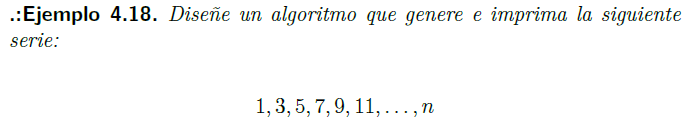 .:Ejemplo 4.18. Diseñe un algoritmo que genere e imprima la siguiente
serie:
1, 3, 5, 7, 9, 11, . . . , n